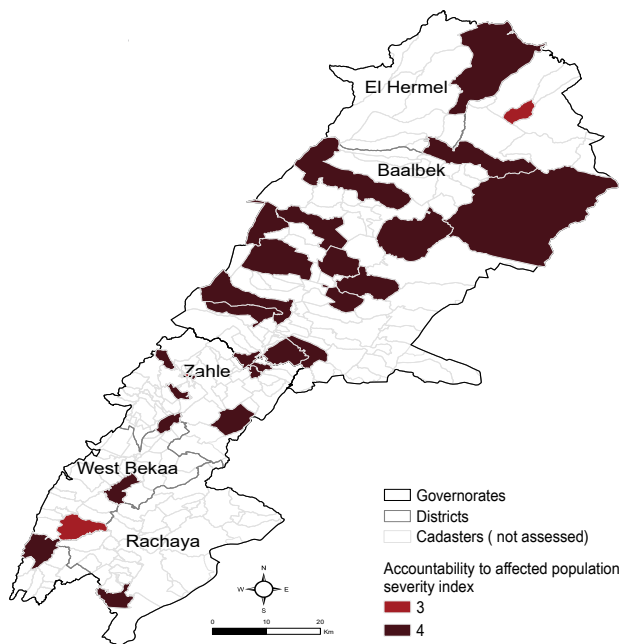 El Hermel
Baalbek
Zahle
West Bekaa
Rachaya
Governorates
Districts
Cadasters ( not assessed)
Accountability to affected population
severity index
3
4
N
W E
S
0 10 20
Km